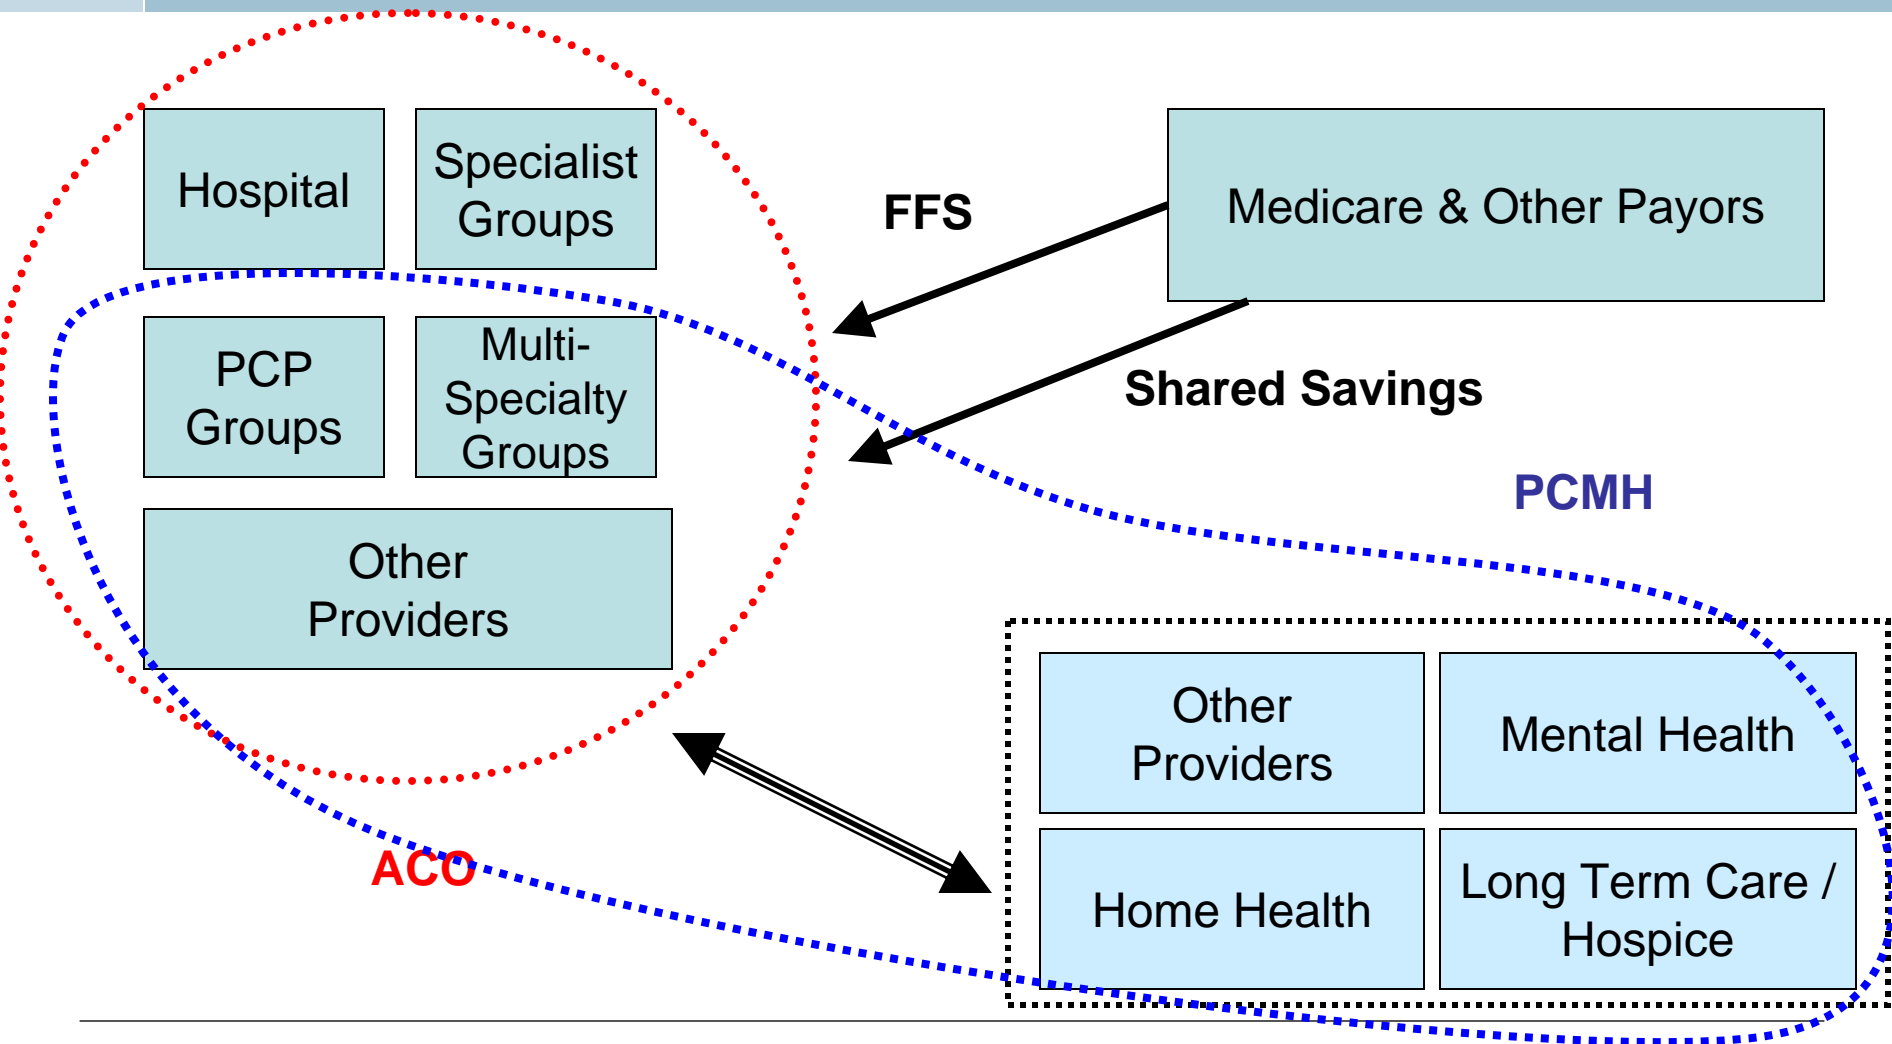 Hospital
Specialist
Groups
FFS
Medicare & Other Payors
PCP
Groups
Multi-
Specialty
Groups
Shared Savings
PCMH
Other
Providers
Other
Providers
Mental Health
ACO
Home Health
Long Term Care /
Hospice